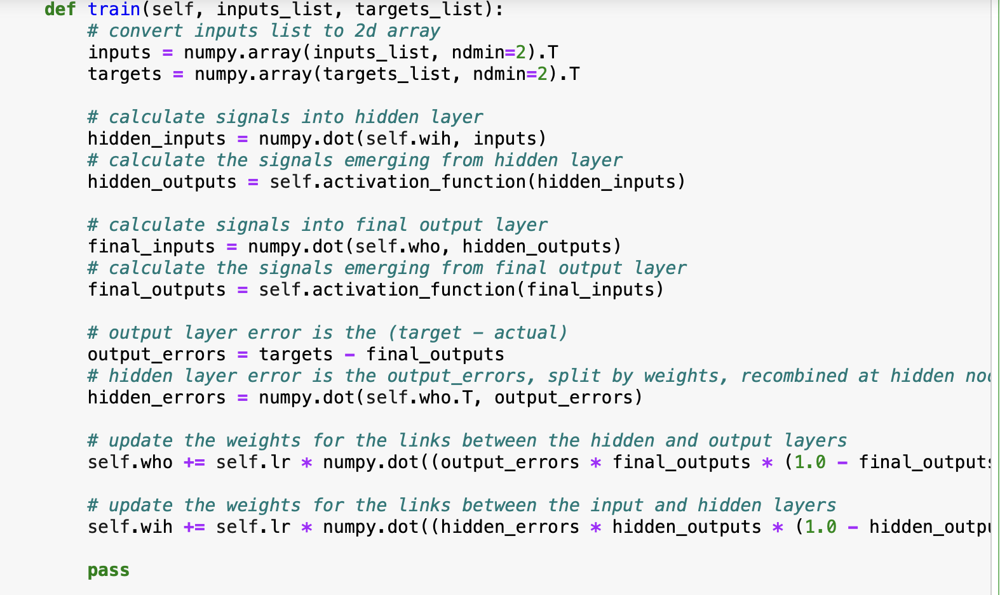 def train(self, inputs_list, targets_list):
# convert inputs list to 2d array
inputs = numpy.array(inputs_list, ndmin=2).T
targets = numpy.array(targets_list, ndmin=2).T
# calculate signals into hidden layer
hidden_inputs = numpy.dot(self.wih, inputs)
# calculate the signals emerging from hidden layer
hidden_outputs = self.activation_function(hidden_inputs)
# calculate signals into final output layer
final_inputs = numpy.dot(self.who, hidden_outputs)
# calculate the signals emerging from final output layer
final_outputs = self.activation_function(final_inputs)
# output layer error is the (target - actual)
output_errors = targets - final_outputs
# hidden layer error is the output_errors, split by weights, recombined at hidden
hidden_errors = numpy.dot(self.who.T, output_errors)
# update the weights for the links between the hidden and output layers
self.who += self.lr * numpy.dot((output_errors * final_outputs * (1.0 - final_outputs
# update the weights for the links between the input and hidden layers
self.wih += self.lr * numpy.dot((hidden_errors * hidden_outputs * (1.0 - hidden_outp
pass